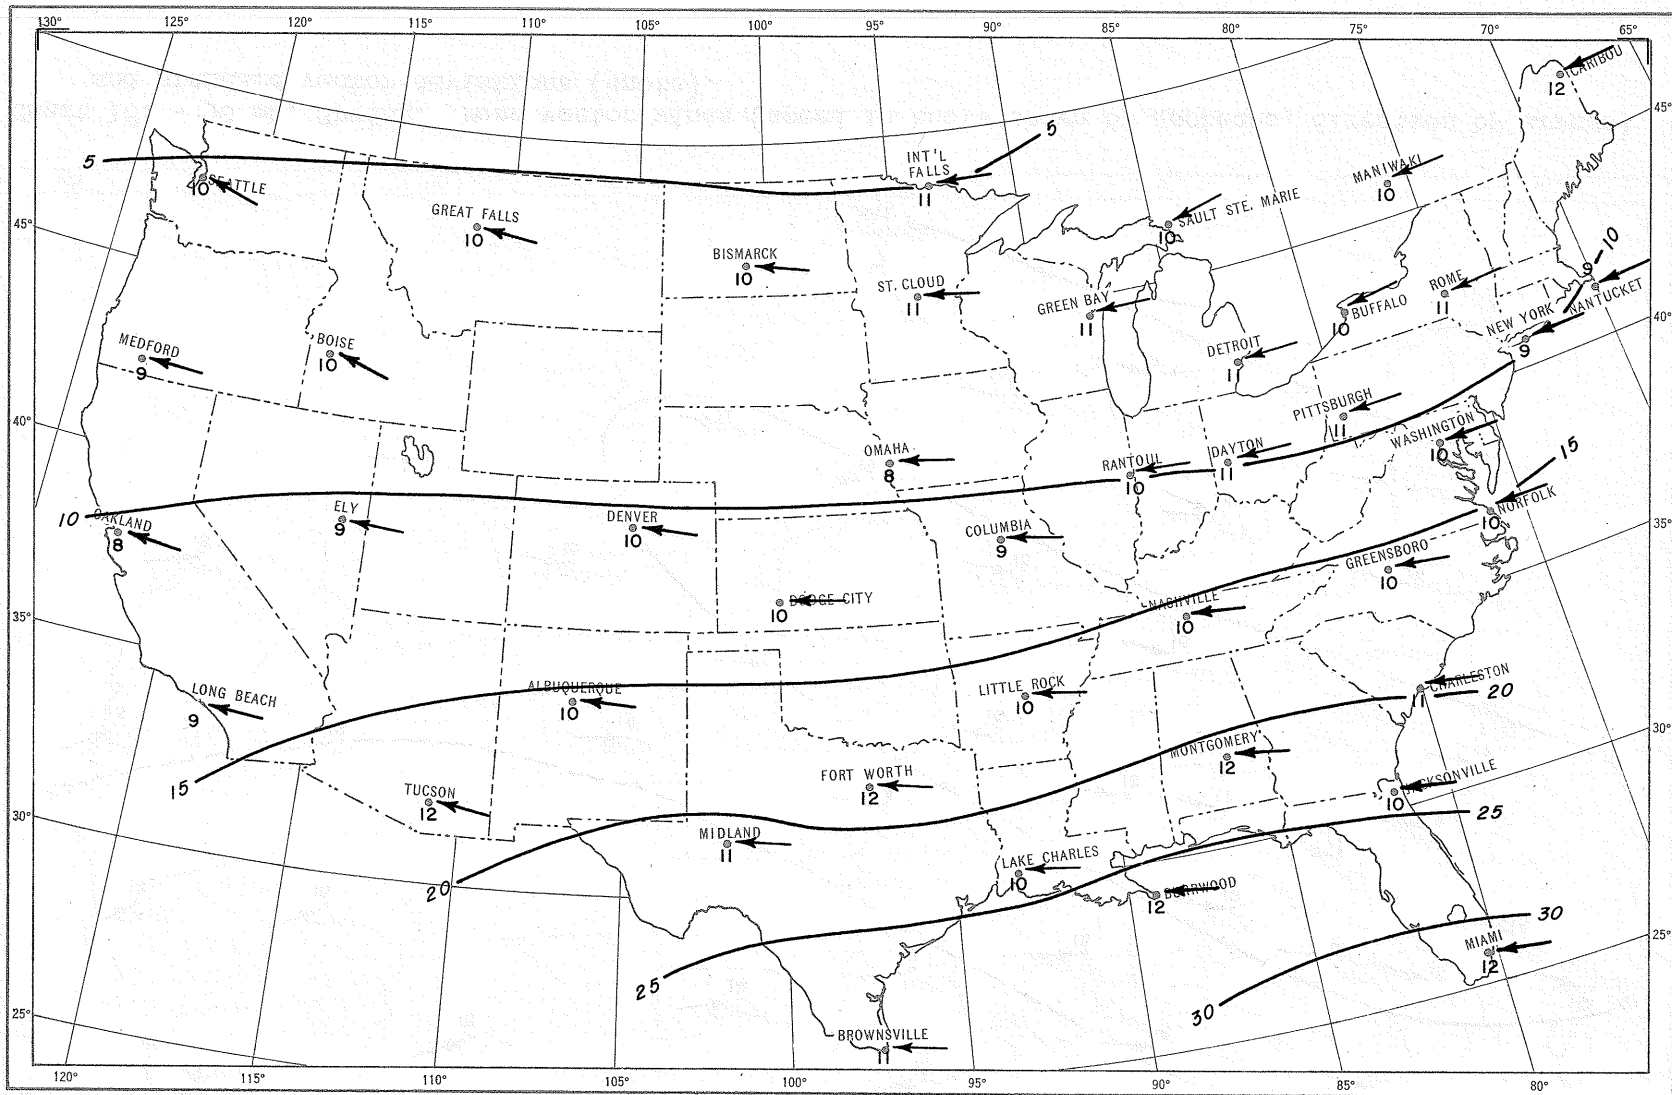 130° 125° 120° 115° 110° 105° 100° 95° 90° 85° 80° 75° 70° 65°
CARIBOU
12
45°
5
INT'L
FALLS
11
MANIWAKI
10
5
SEATTLE
10
GREAT FALLS
10
SAULT STE. MARIE
10
45°
BISMARCK
10
ST. CLOUD
11
GREEN BAY
11
BUFFALO
10
ROME
11
10
9
NANTUCKET
NEW YORK
9
40°
MEDFORD
9
BOISE
10
DETROIT
11
PITTSBURGH
11
40°
OMAHA
8
RANTOUL
10
DAYTON
11
WASHINGTON
10
15
10
OAKLAND
8
ELY
9
DENVER
10
COLUMBIA
9
NORFOLK
10
35°
GREENSBORO
10
DODGE CITY
10
NASHVILLE
10
35°
LONG BEACH
9
ALBUQUERQUE
10
LITTLE ROCK
10
CHARLESTON
11
20
30°
15
MONTGOMERY
12
TUCSON
12
FORT WORTH
12
JACKSONVILLE
10
25
30°
MIDLAND
11
LAKE CHARLES
10
BURRWOOD
12
20
30
25°
25
MIAMI
12
30
25°
BROWNSVILLE
11
120° 115° 110° 105° 100° 95° 90° 85° 80°